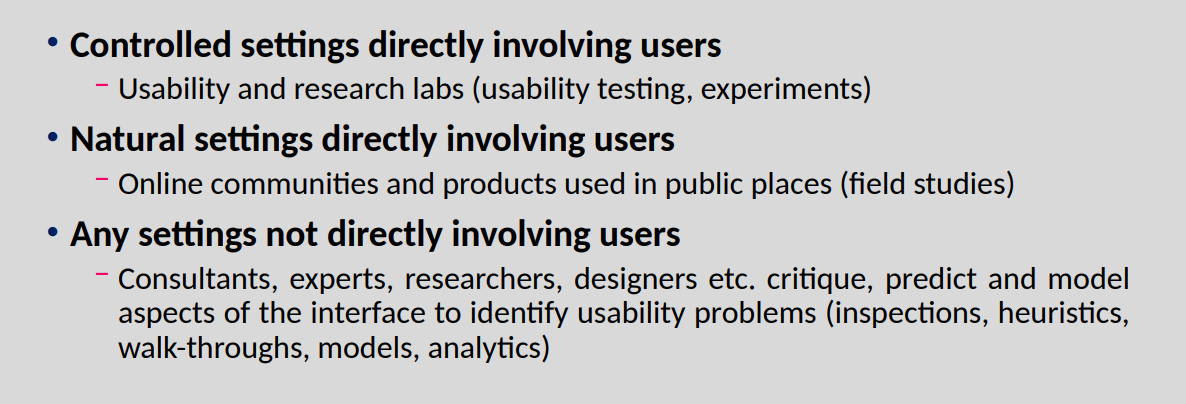 • Controlled settings directly involving users
– Usability and research labs (usability testing, experiments)
• Natural settings directly involving users
– Online communities and products used in public places (field studies)
• Any settings not directly involving users
– Consultants, experts, researchers, designers etc. critique, predict and model
aspects of the interface to identify usability problems (inspections, heuristics,
walk-throughs, models, analytics)